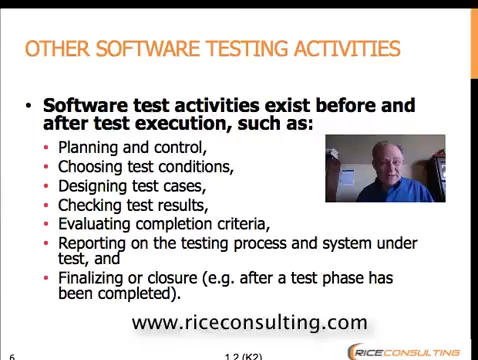 OTHER SOFTWARE TESTING ACTIVITIES
• Software test activities exist before and
after test execution, such as:
• Planning and control,
• Choosing test conditions,
• Designing test cases,
• Checking test results,
• Evaluating completion criteria,
• Reporting on the testing process and system under
test, and
• Finalizing or closure (e.g. after a test phase has
been completed).
www.riceconsulting.com
6
1.2 (K2)
RICECONSULTING